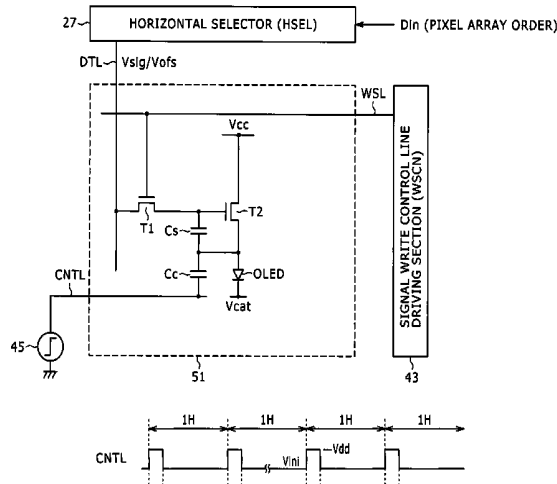 27
HORIZONTAL SELECTOR (HSEL)
Din (PIXEL ARRAY ORDER)
DTL
Vsig/Vofs
WSL
Vcc
T1
T2
Cs
Cc
OLED
CNTL
Vcat
45
51
SIGNAL WRITE CONTROL LINE
DRIVING SECTION (WSCN)
43
1H 1H 1H 1H
CNTL
Vini
Vdd